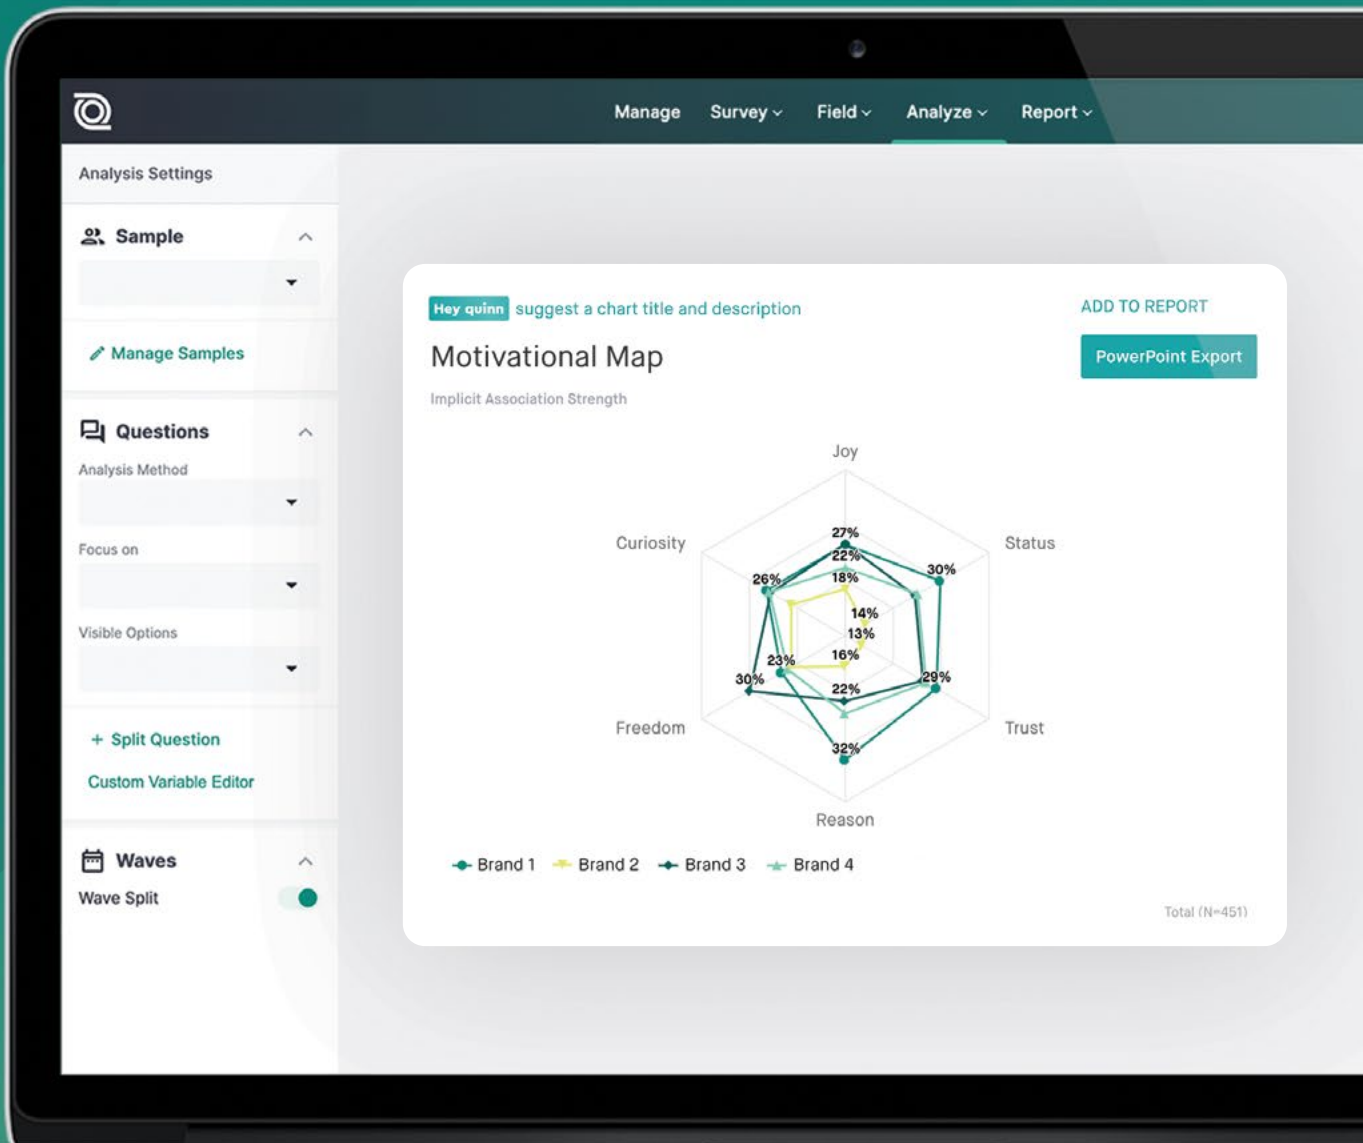 Manage Survey Field Analyze Report
Analysis Settings
Sample
Manage Samples
Questions
Analysis Method
Focus on
Visible Options
+ Split Question
Custom Variable Editor
Waves
Wave Split
Hey quinn suggest a chart title and description
ADD TO REPORT
Motivational Map
PowerPoint Export
Implicit Association Strength
Joy
27%
Curiosity
Status
22%
30%
26%
18%
14%
13%
16%
23%
30%
22%
29%
Freedom
Trust
32%
Reason
Brand 1 Brand 2 Brand 3 Brand 4
Total (N=451)